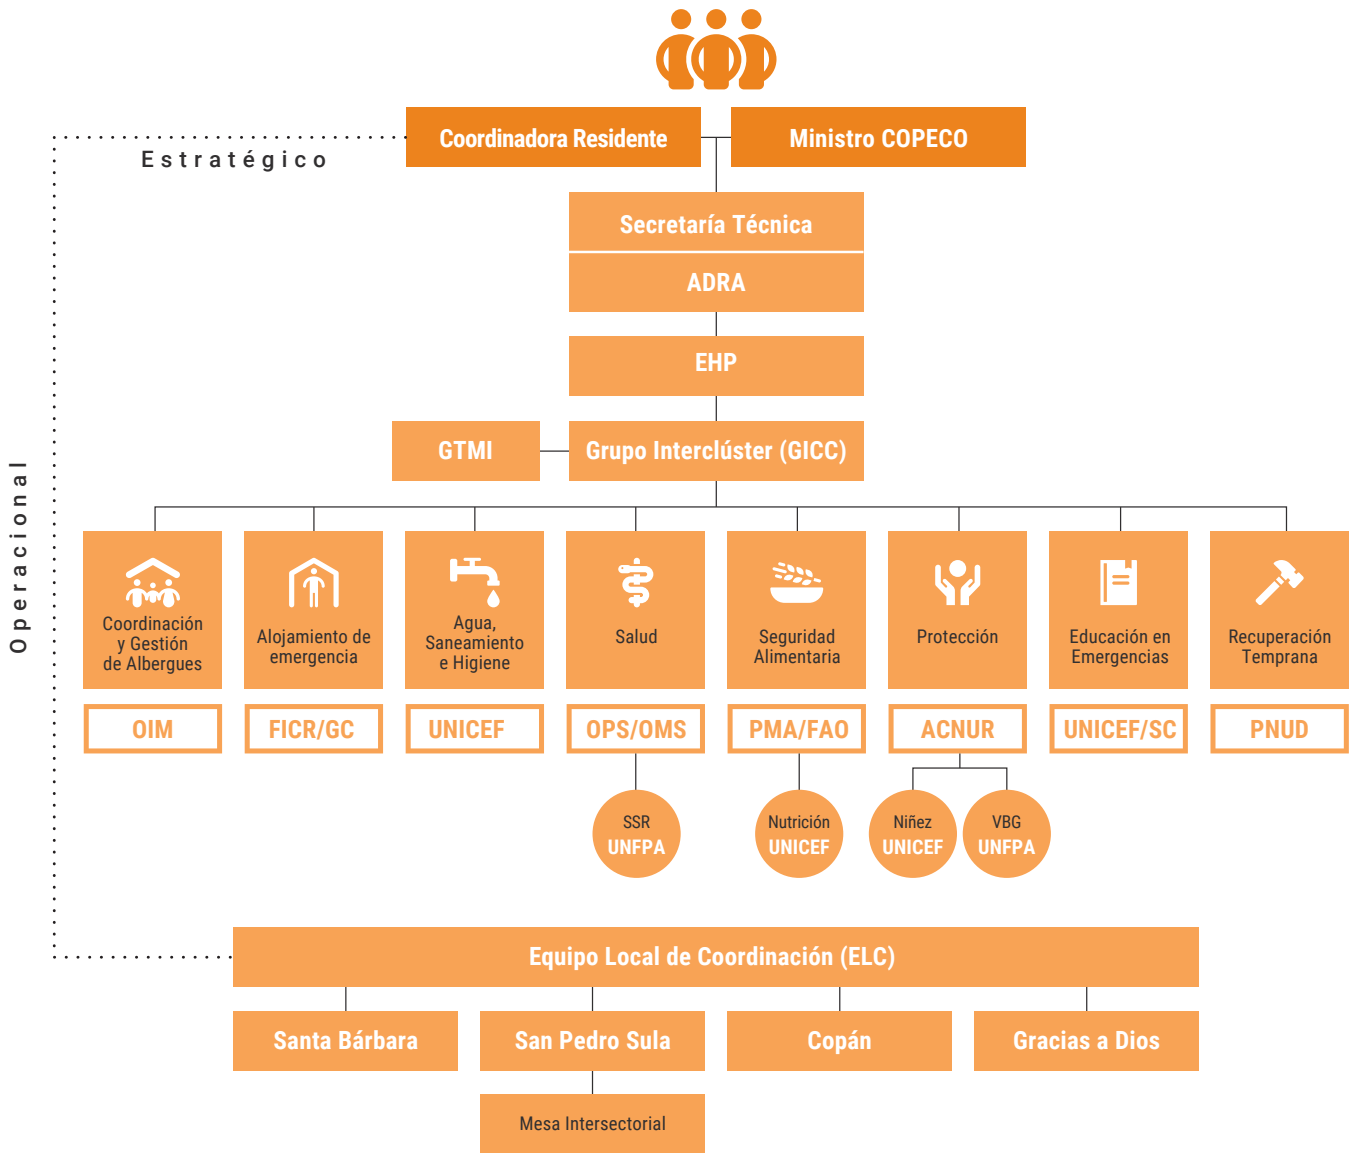 Coordinadora Residente
Ministro COPECO
Estratégico
Secretaría Técnica
ADRA
EHP
GTMI
Grupo Interclúster (GICC)
Operacional
Coordinación
y Gestión
de Albergues
Alojamiento de
emergencia
Agua,
Saneamiento
e Higiene
Salud
Seguridad
Alimentaria
Protección
Educación en
Emergencias
Recuperación
Temprana
OIM
FICR/GC
UNICEF
OPS/OMS
PMA/FAO
ACNUR
UNICEF/SC
PNUD
SSR
UNFPA
Nutrición
UNICEF
Niñez
UNICEF
VBG
UNFPA
Equipo Local de Coordinación (ELC)
Santa Bárbara
San Pedro Sula
Copán
Gracias a Dios
Mesa Intersectorial